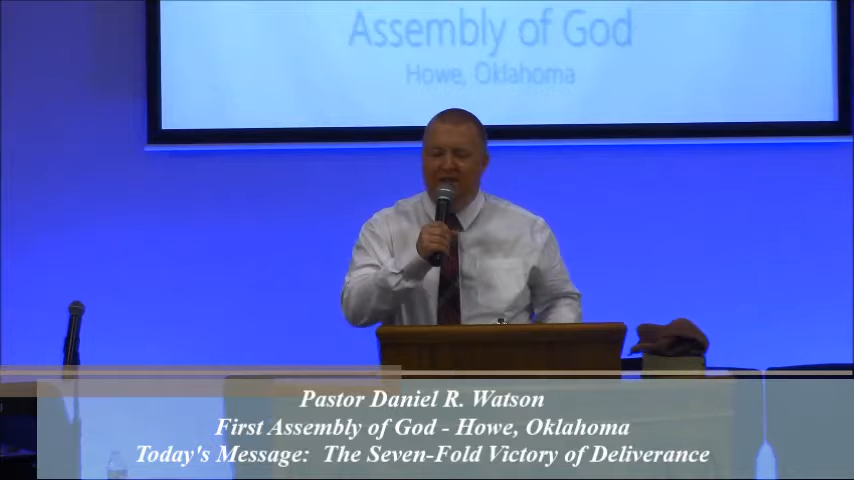 Assembly of God
Howe, Oklahoma
Pastor Daniel R. Watson
First Assembly of God - Howe, Oklahoma
Today's Message: The Seven-Fold Victory of Deliverance